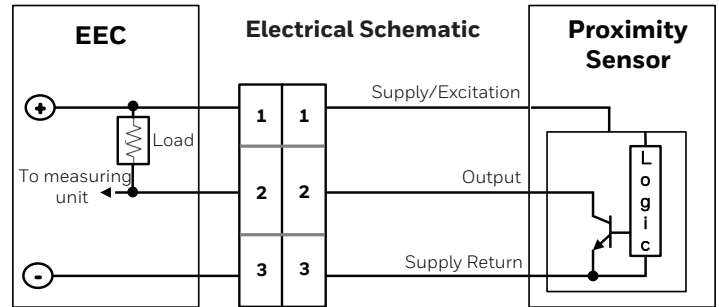 EEC
Electrical Schematic
Proximity
Sensor
+
Supply/Excitation
1 1
Load
To measuring
unit
2 2
Output
Logic
-
3 3
Supply Return